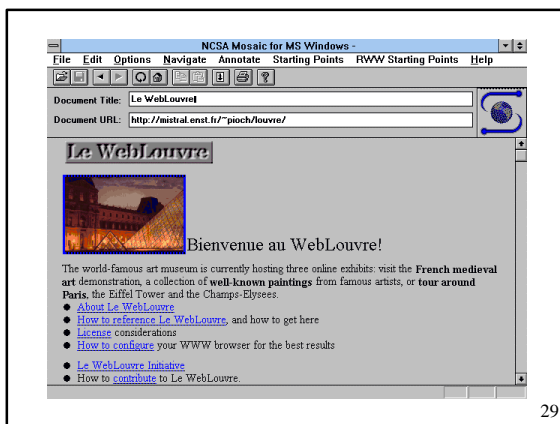 NCSA Mosaic for MS Windows -
File Edit Options Navigate Annotate Starting Points RWW Starting Points Help
Document Title: Le WebLouvre
Document URL: http://mistral.enst.fr/~pioch/louvre/
Le WebLouvre
Bienvenue au WebLouvre!
The world-famous art museum is currently hosting three online exhibits: visit the French medieval
art demonstration, a collection of well-known paintings from famous artists, or tour around
Paris, the Eiffel Tower and the Champs-Elysees.
About Le WebLouvre
How to reference Le WebLouvre, and how to get here
License considerations
How to configure your WWW browser for the best results
Le WebLouvre Initiative
How to contribute to Le WebLouvre.
29